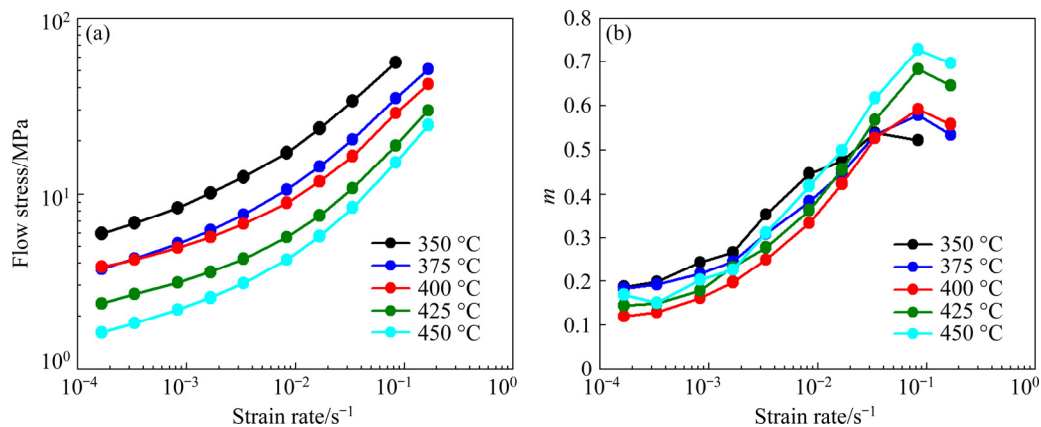 (a)
Flow stress/MPa
10²
10¹
10⁰
350 °C
375 °C
400 °C
425 °C
450 °C
10⁻⁴ 10⁻³ 10⁻² 10⁻¹ 10⁰
Strain rate/s⁻¹
(b)
m
0.8
0.7
0.6
0.5
0.4
0.3
0.2
0.1
0
350 °C
375 °C
400 °C
425 °C
450 °C
10⁻⁴ 10⁻³ 10⁻² 10⁻¹ 10⁰
Strain rate/s⁻¹